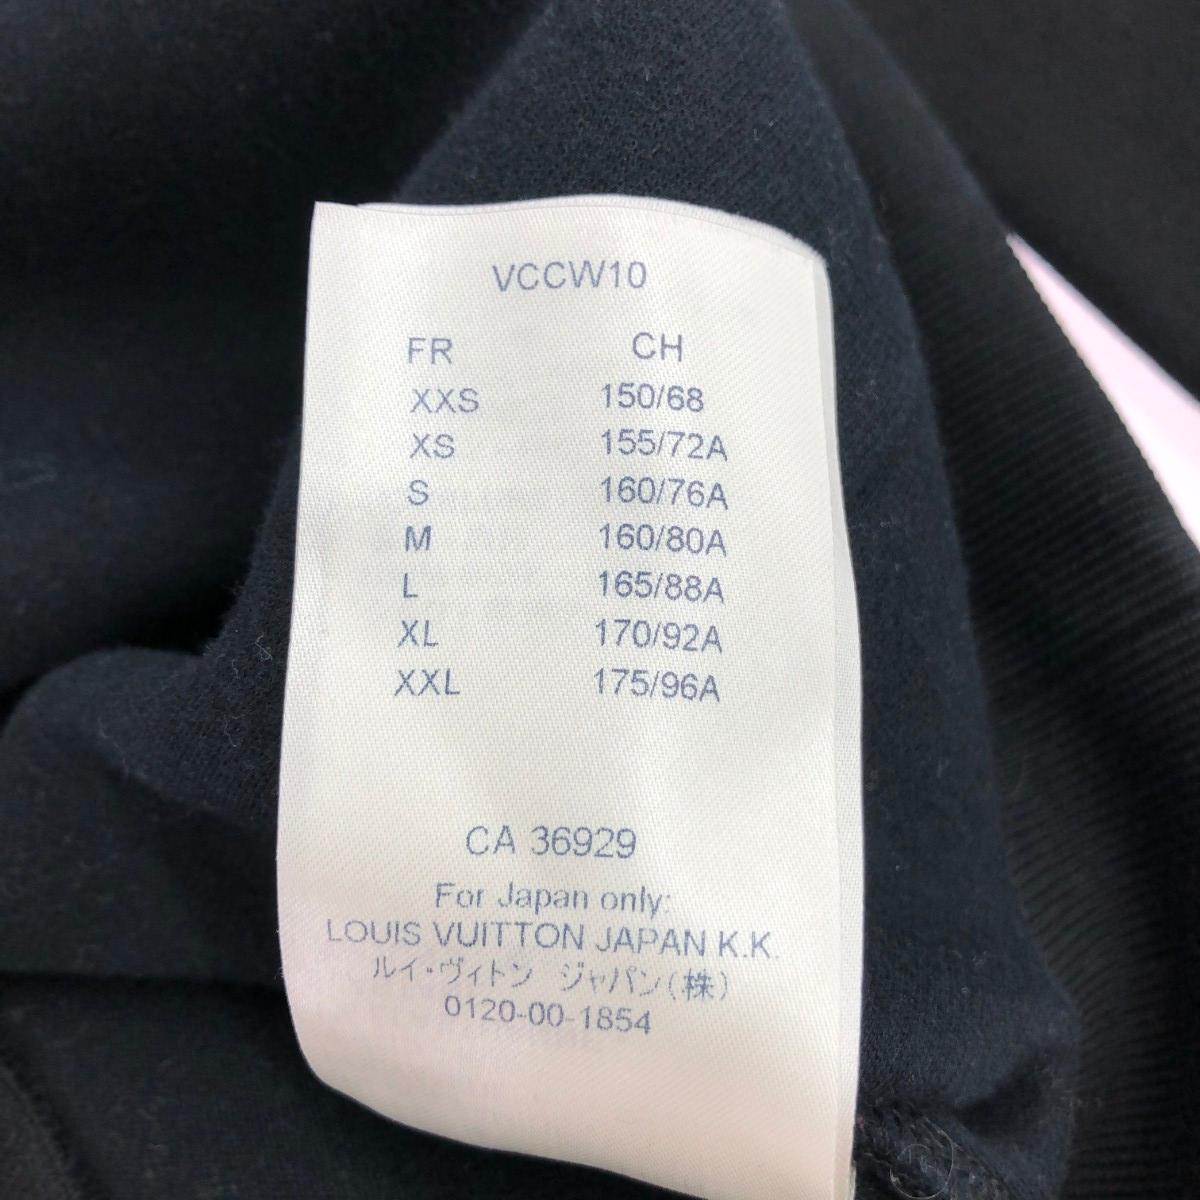 VCCW10
FR CH
XXS 150/68
XS 155/72A
S 160/76A
M 160/80A
L 165/88A
XL 170/92A
XXL 175/96A
CA 36929
For Japan only:
LOUIS VUITTON JAPAN K.K.
ルイ・ヴィトン ジャパン(株)
0120-00-1854